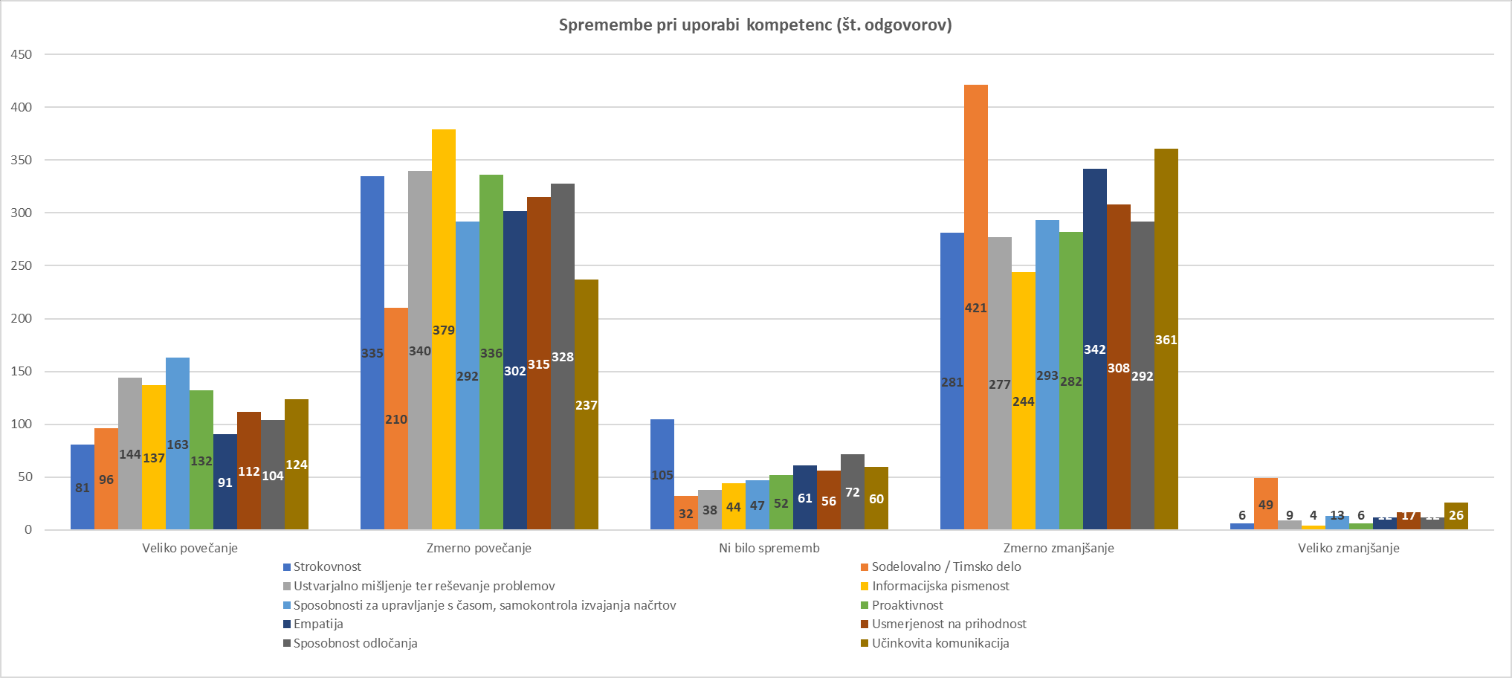 Spremembe pri uporabi kompetenc (št. odgovorov)
450
400
350
300
250
200
150
100
50
0
81 96 144 137 163 132 91 112 104 124
335 210 340 379 292 336 302 315 328 237
105 32 38 44 47 52 61 56 72 60
281 421 277 244 293 282 342 308 292 361
6 49 9 4 13 6 12 17 12 26
Veliko povečanje Zmerno povečanje Ni bilo sprememb Zmerno zmanjšanje Veliko zmanjšanje
Strokovnost Sodelovalno / Timsko delo
Ustvarjalno mišljenje ter reševanje problemov Informacijska pismenost
Sposobnosti za upravljanje s časom, samokontrola izvajanja načrtov Proaktivnost
Empatija Usmerjenost na prihodnost
Sposobnost odločanja Učinkovita komunikacija